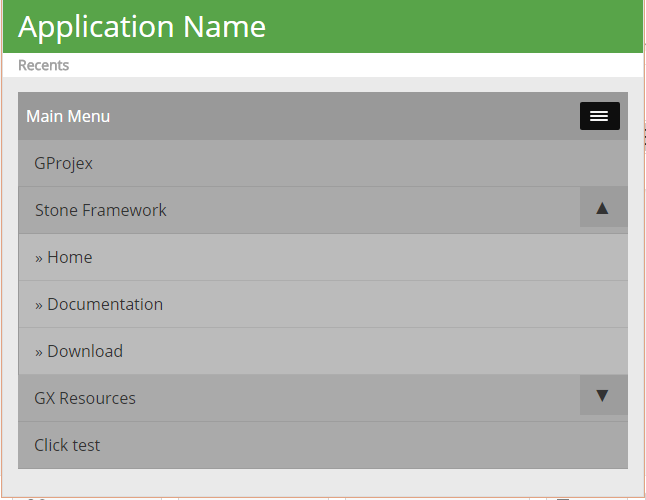 Application Name
Recents
Main Menu
GProjex
Stone Framework ▲
» Home
» Documentation
» Download
GX Resources ▼
Click test